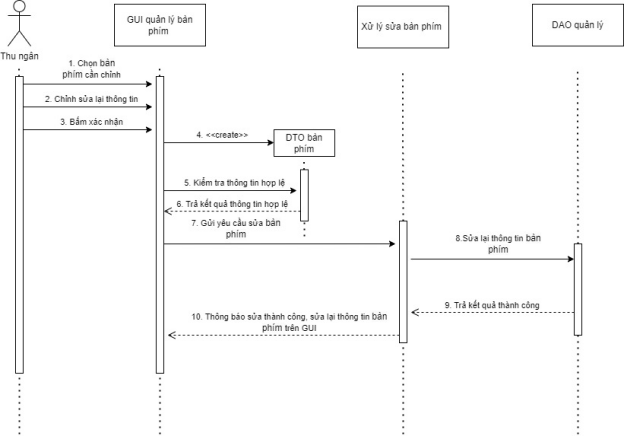 GUI quản lý bàn
phím
Xử lý sửa bàn phím
DAO quản lý
Thu ngân
1. Chọn bàn
phím cần chỉnh
2. Chỉnh sửa lại thông tin
3. Bấm xác nhận
4. <<create>>
DTO bàn
phím
5. Kiểm tra thông tin hợp lệ
6. Trả kết quả thông tin hợp lệ
7. Gửi yêu cầu sửa bàn
phím
8.Sửa lại thông tin bàn
phím
9. Trả kết quả thành công
10. Thông báo sửa thành công, sửa lại thông tin bàn
phím trên GUI